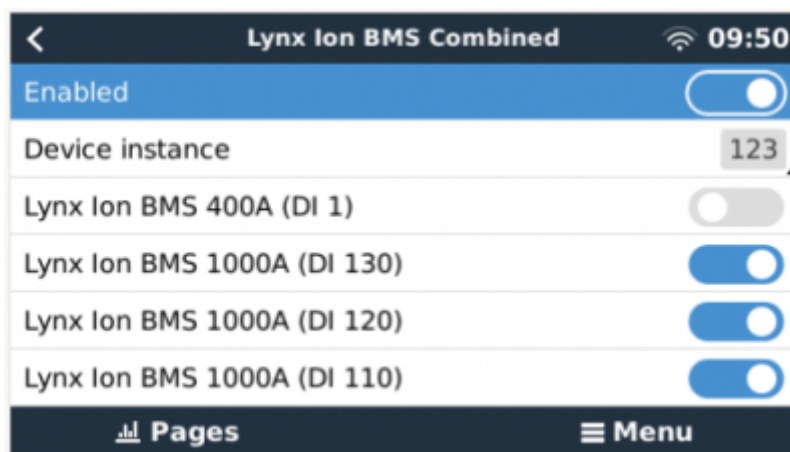 Lynx Ion BMS Combined 09:50
Enabled
Device instance 123
Lynx Ion BMS 400A (DI 1)
Lynx Ion BMS 1000A (DI 130)
Lynx Ion BMS 1000A (DI 120)
Lynx Ion BMS 1000A (DI 110)
Pages Menu